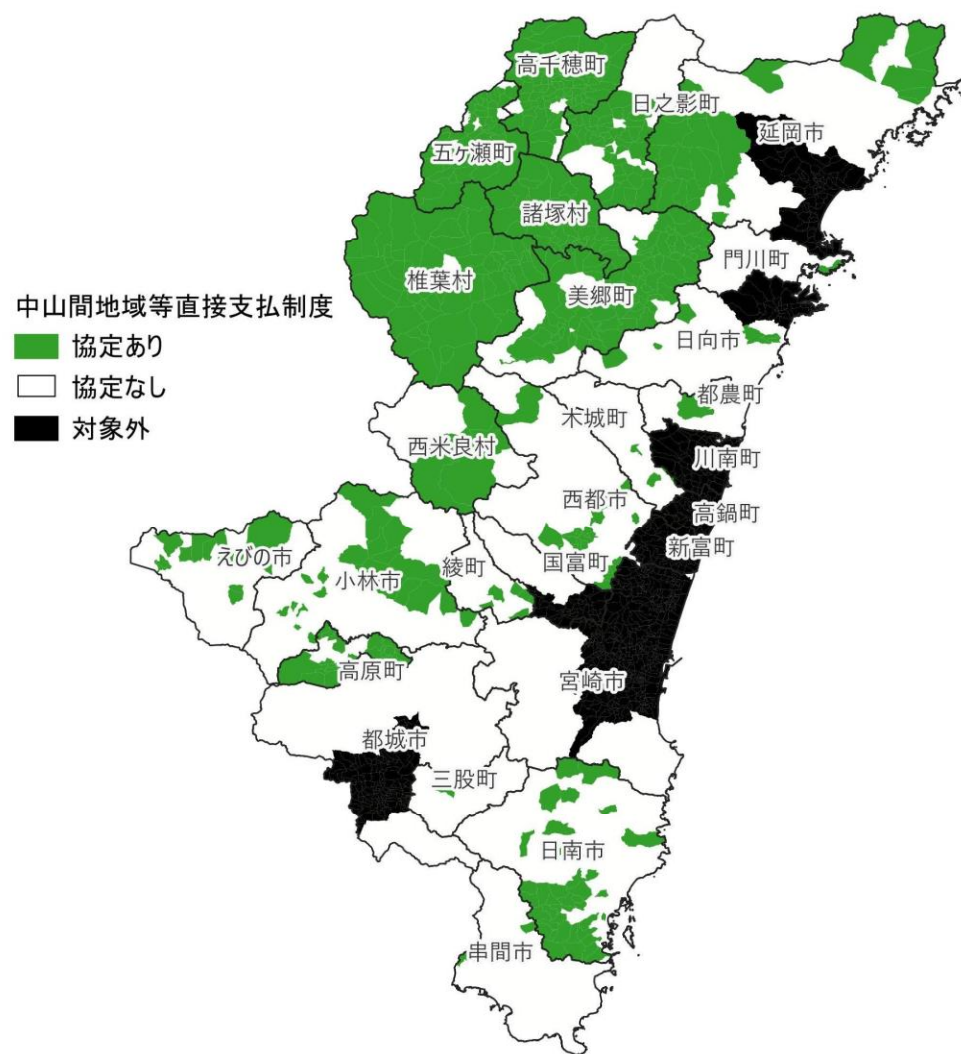 高千穂町
日之影町
延岡市
五ヶ瀬町
諸塚村
門川町
椎葉村
美郷町
中山間地域等直接支払制度
協定あり
協定なし
対象外
日向市
都農町
木城町
西米良村
川南町
西都市
高鍋町
新富町
えびの市
国富町
綾町
小林市
高原町
宮崎市
都城市
三股町
日南市
串間市